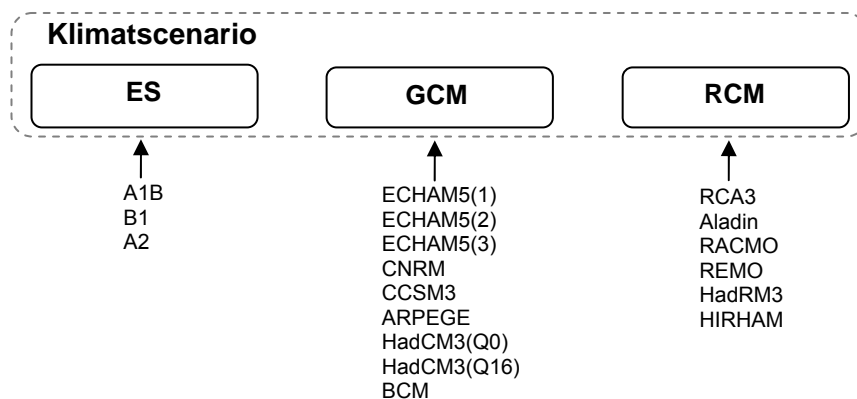 Klimatscenario
ES
GCM
RCM
A1B
B1
A2
ECHAM5(1)
ECHAM5(2)
ECHAM5(3)
CNRM
CCSM3
ARPEGE
HadCM3(Q0)
HadCM3(Q16)
BCM
RCA3
Aladin
RACMO
REMO
HadRM3
HIRHAM